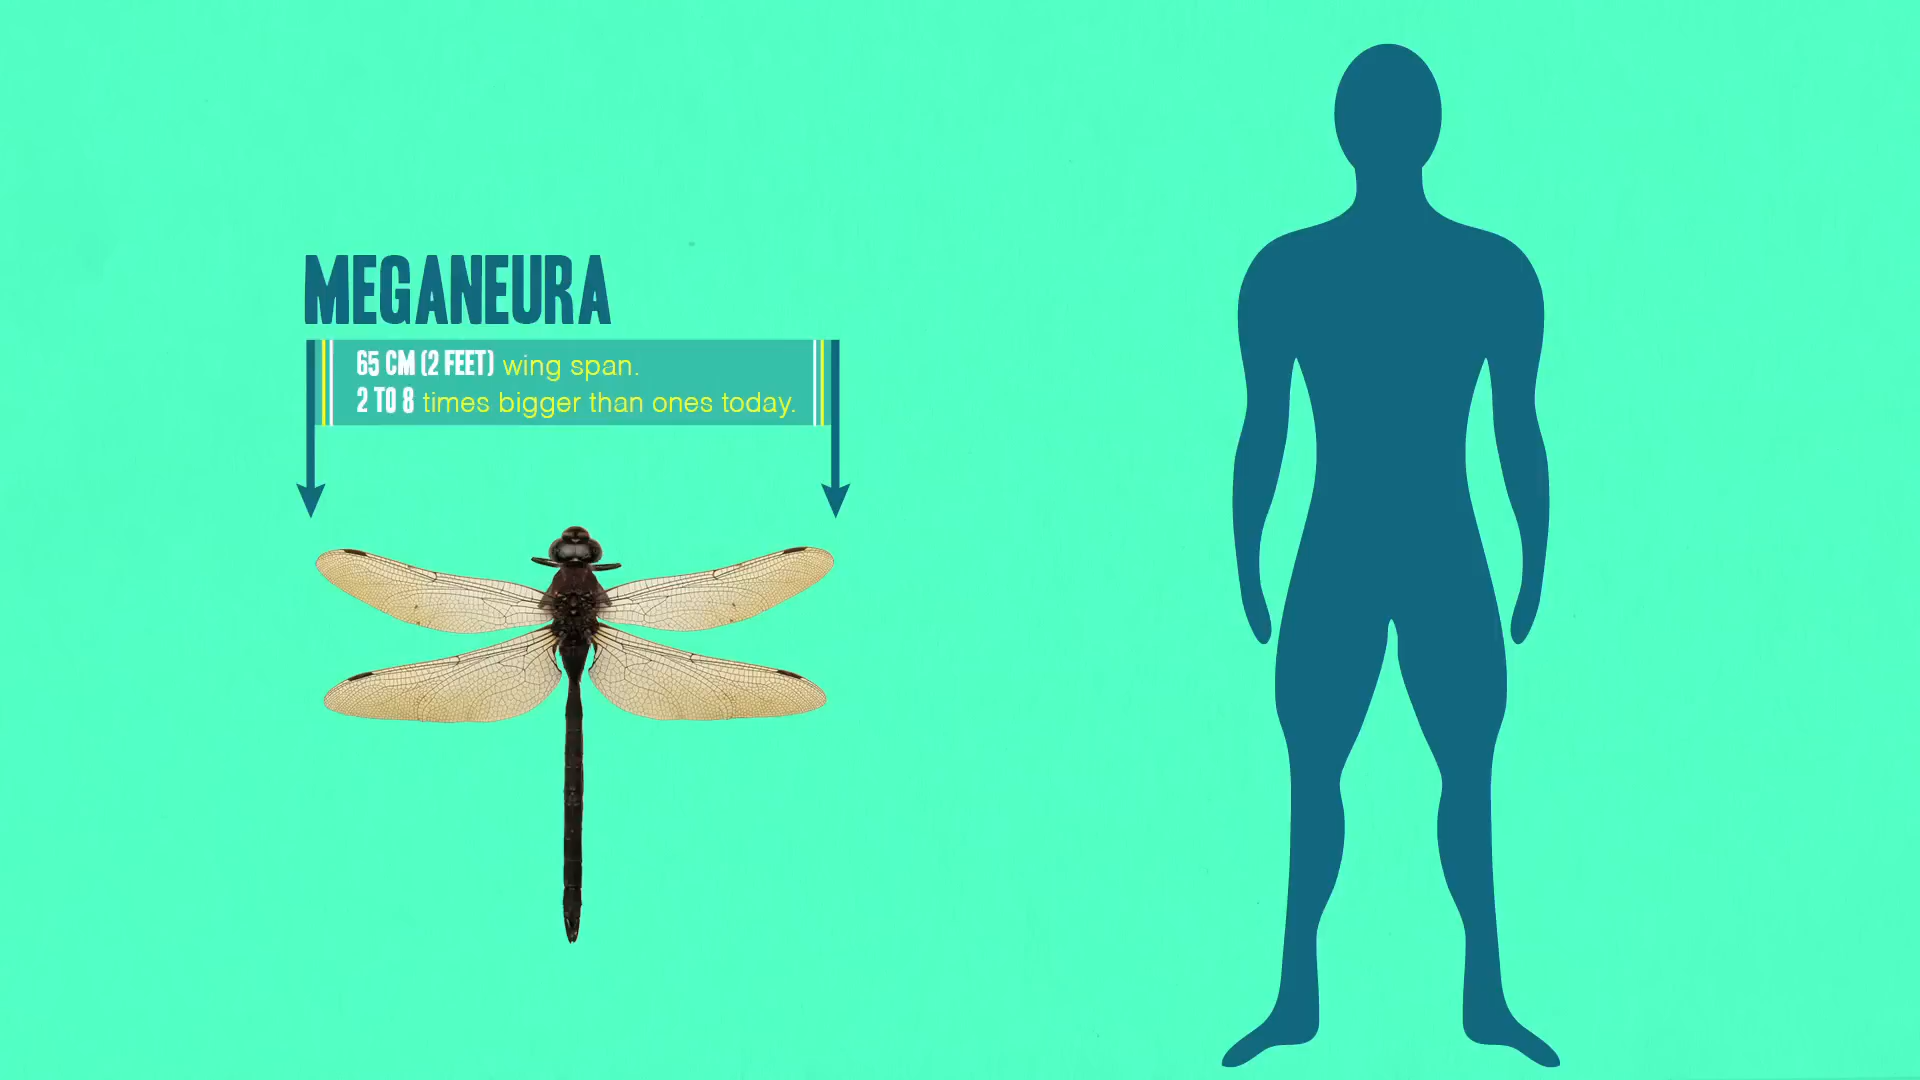 MEGANEURA
65 CM (2 FEET) wing span.
2 TO 8 times bigger than ones today.